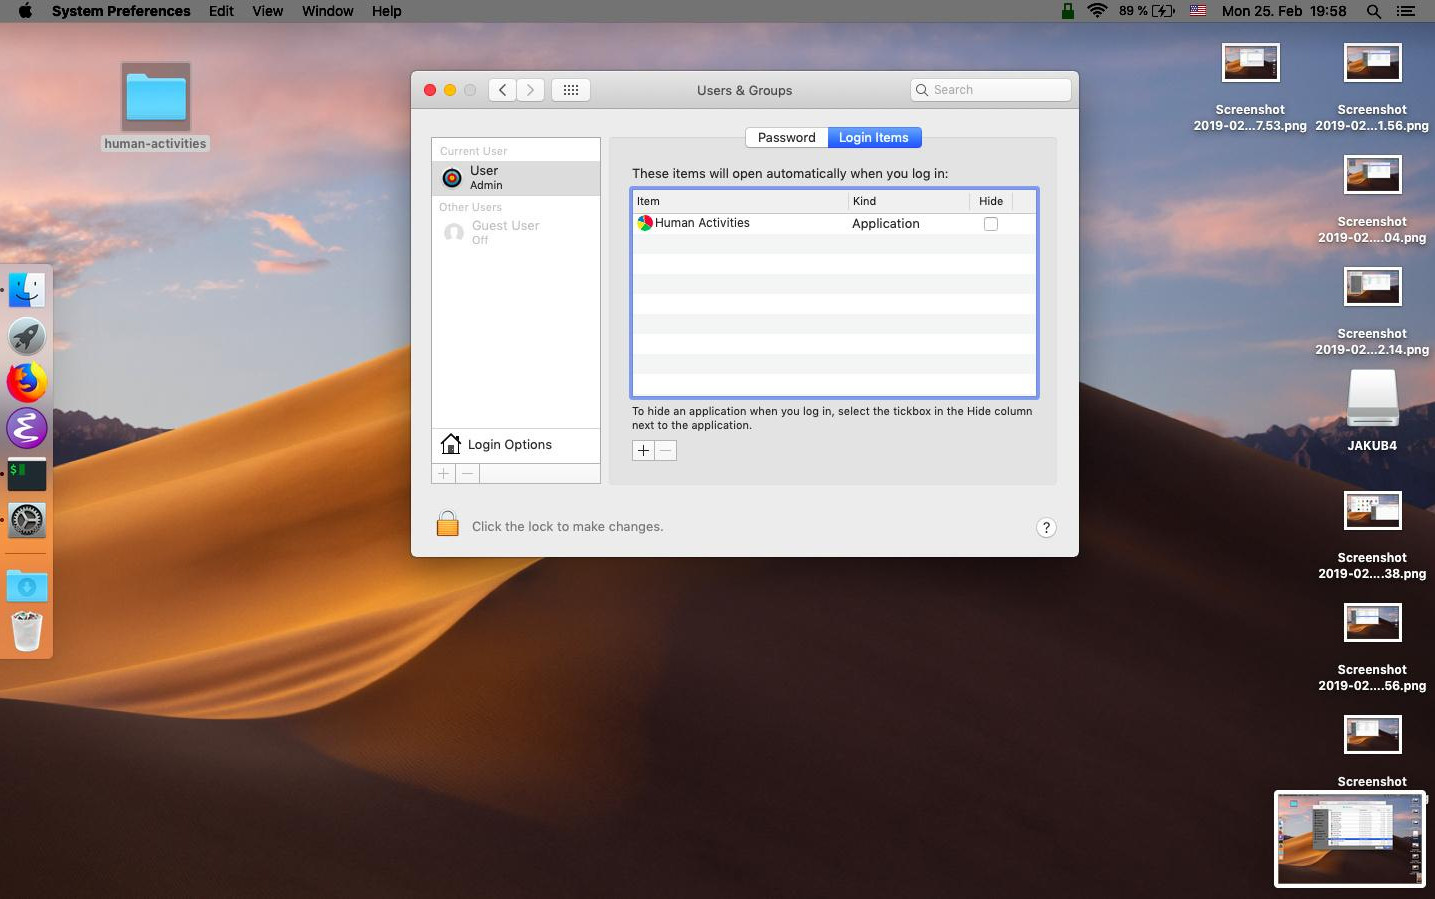 System Preferences Edit View Window Help
89 % Mon 25. Feb 19:58
human-activities
Users & Groups
Search
Password Login Items
Current User
User
Admin
Other Users
Guest User
Off
Login Options
These items will open automatically when you log in:
Item Kind Hide
Human Activities Application
To hide an application when you log in, select the tickbox in the Hide column
next to the application.
Click the lock to make changes.
?
$
Screenshot
2019-02...7.53.png
Screenshot
2019-02...1.56.png
Screenshot
2019-02....04.png
Screenshot
2019-02...2.14.png
JAKUB4
Screenshot
2019-02....38.png
Screenshot
2019-02....56.png
Screenshot